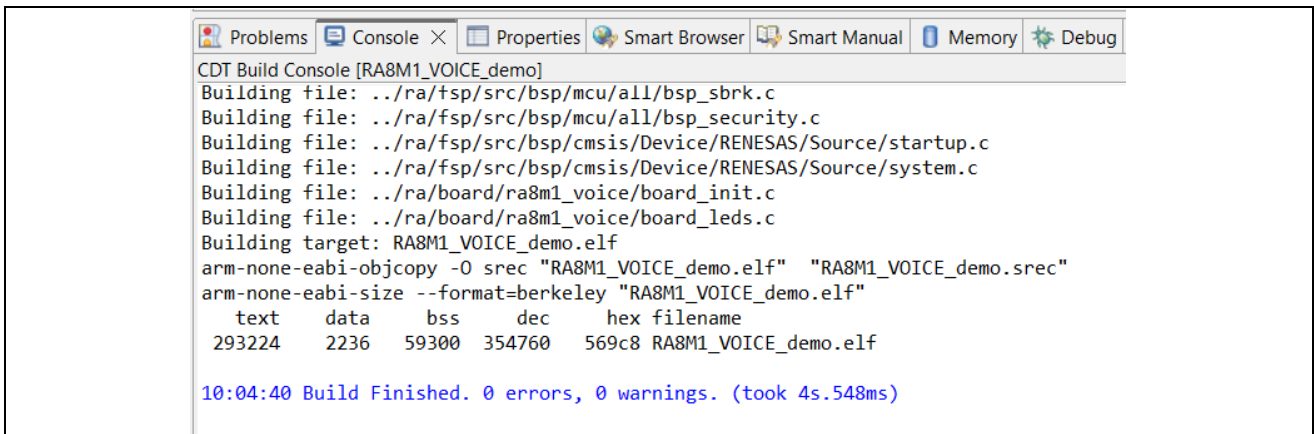 Problems Console Properties Smart Browser Smart Manual Memory Debug
CDT Build Console [RA8M1_VOICE_demo]
Building file: ../ra/fsp/src/bsp/mcu/all/bsp_sbrk.c
Building file: ../ra/fsp/src/bsp/mcu/all/bsp_security.c
Building file: ../ra/fsp/src/bsp/cmsis/Device/RENESAS/Source/startup.c
Building file: ../ra/fsp/src/bsp/cmsis/Device/RENESAS/Source/system.c
Building file: ../ra/board/ra8m1_voice/board_init.c
Building file: ../ra/board/ra8m1_voice/board_leds.c
Building target: RA8M1_VOICE_demo.elf
arm-none-eabi-objcopy -O srec "RA8M1_VOICE_demo.elf"  "RA8M1_VOICE_demo.srec"
arm-none-eabi-size --format=berkeley "RA8M1_VOICE_demo.elf"
   text    data     bss     dec     hex filename
 293224    2236   59300  354760   569c8 RA8M1_VOICE_demo.elf
10:04:40 Build Finished. 0 errors, 0 warnings. (took 4s.548ms)